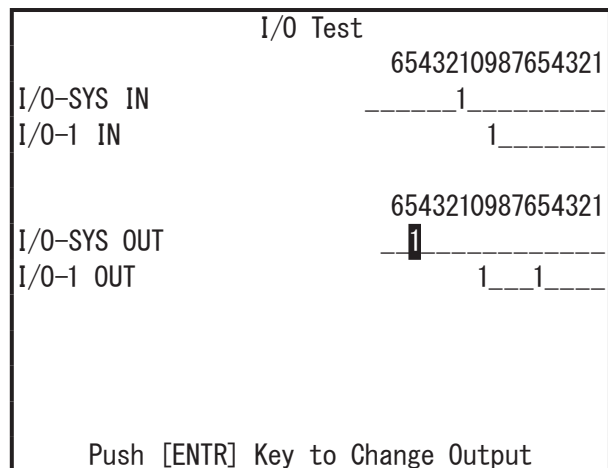 I/O Test
6543210987654321
I/O-SYS IN ______1_________
I/O-1 IN 1_______
6543210987654321
I/O-SYS OUT __1____________
I/O-1 OUT 1___1____
Push [ENTR] Key to Change Output